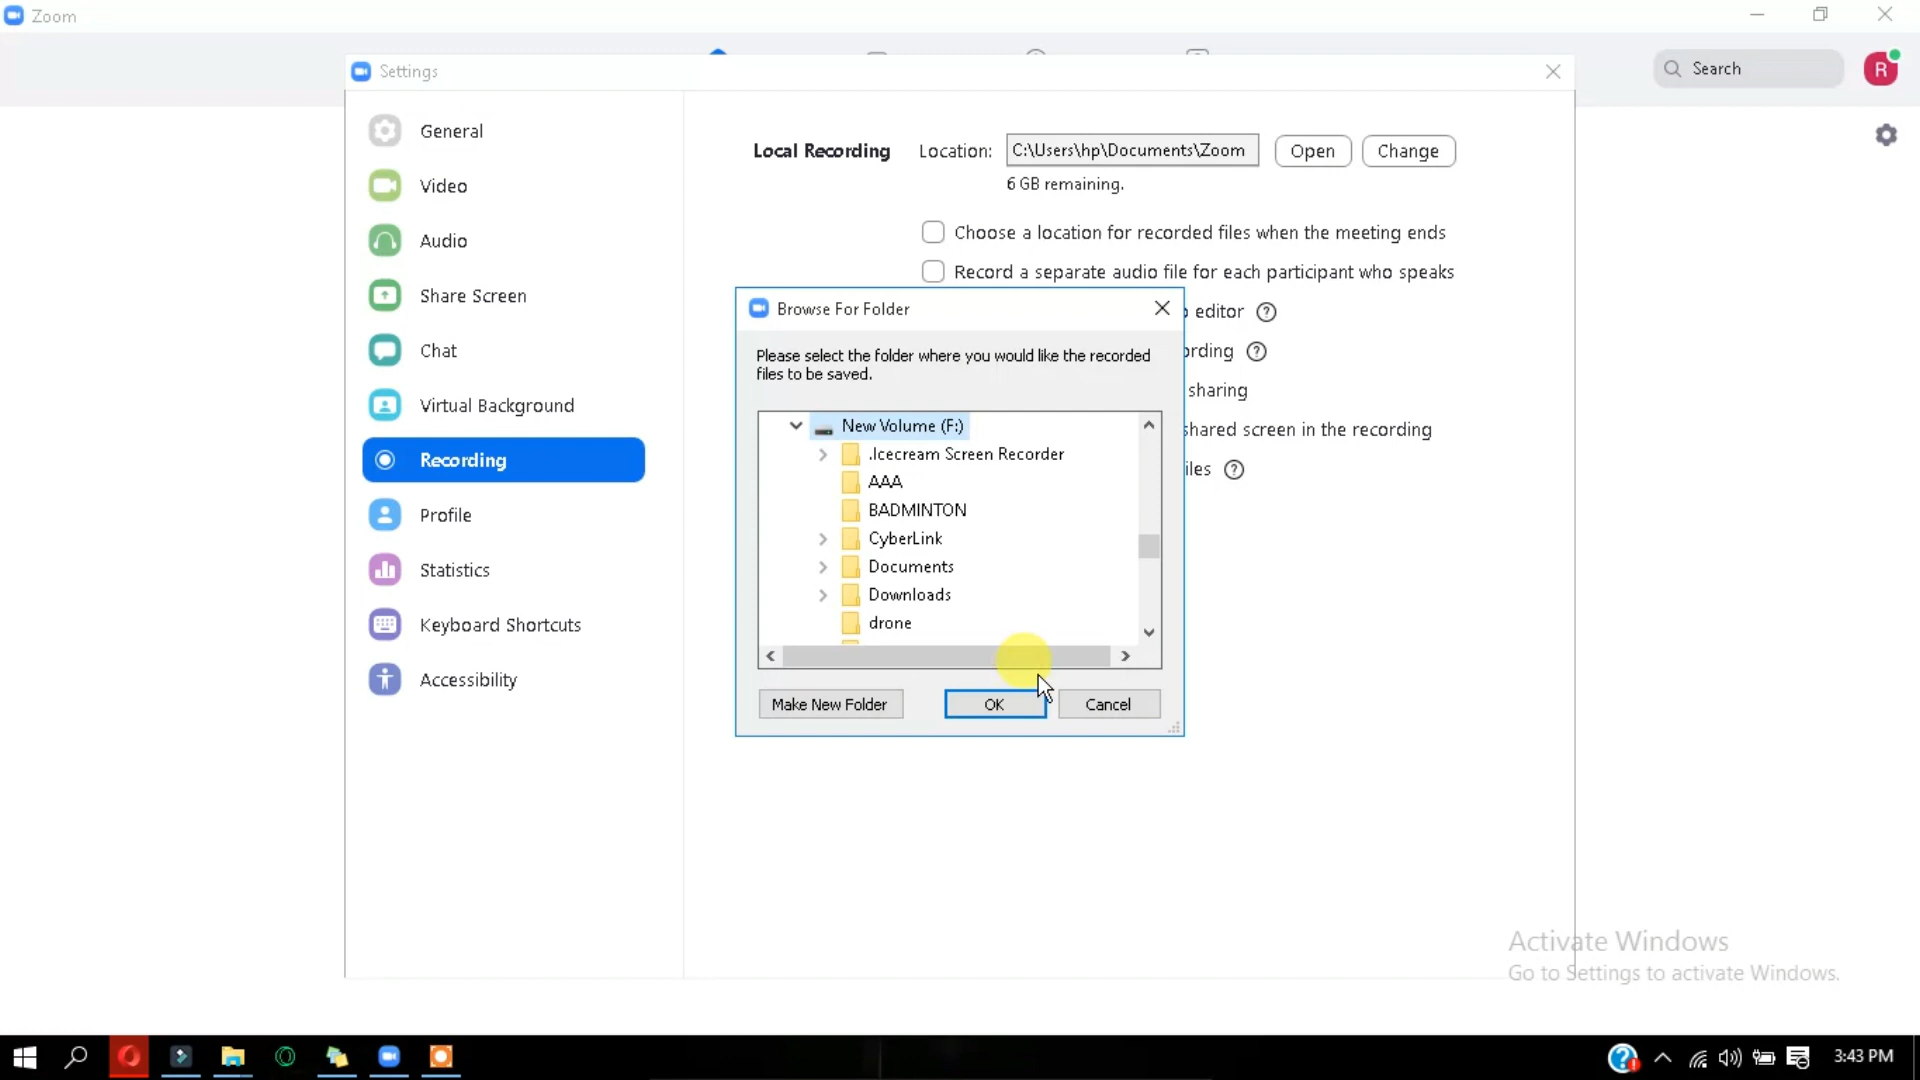 Zoom
Settings
Search
R
General
Video
Audio
Share Screen
Chat
Virtual Background
Recording
Profile
Statistics
Keyboard Shortcuts
Accessibility
Local Recording Location: C:\Users\hp\Documents\Zoom Open Change
6 GB remaining.
Choose a location for recorded files when the meeting ends
Record a separate audio file for each participant who speaks
editor ?
ording ?
sharing
shared screen in the recording
iles ?
Browse For Folder
Please select the folder where you would like the recorded
files to be saved.
New Volume (F:)
.Icecream Screen Recorder
AAA
BADMINTON
CyberLink
Documents
Downloads
drone
Make New Folder OK Cancel
Activate Windows
Go to Settings to activate Windows.
3:43 PM